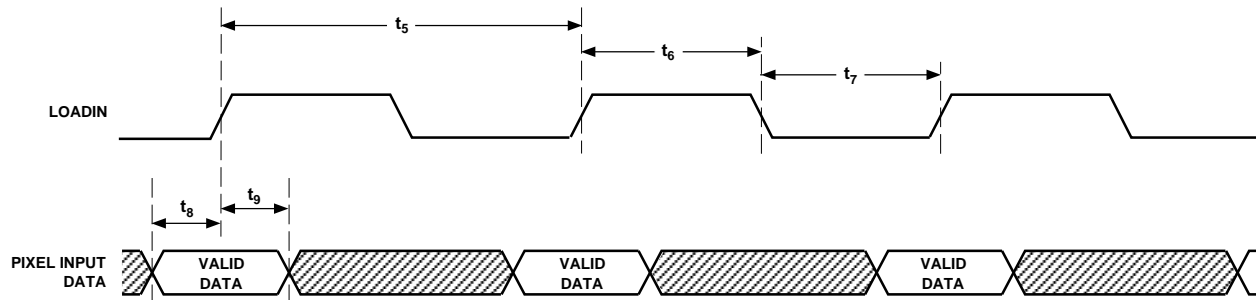 t5
t6
t7
LOADIN
t8
t9
PIXEL INPUT
DATA
VALID
DATA
VALID
DATA
VALID
DATA